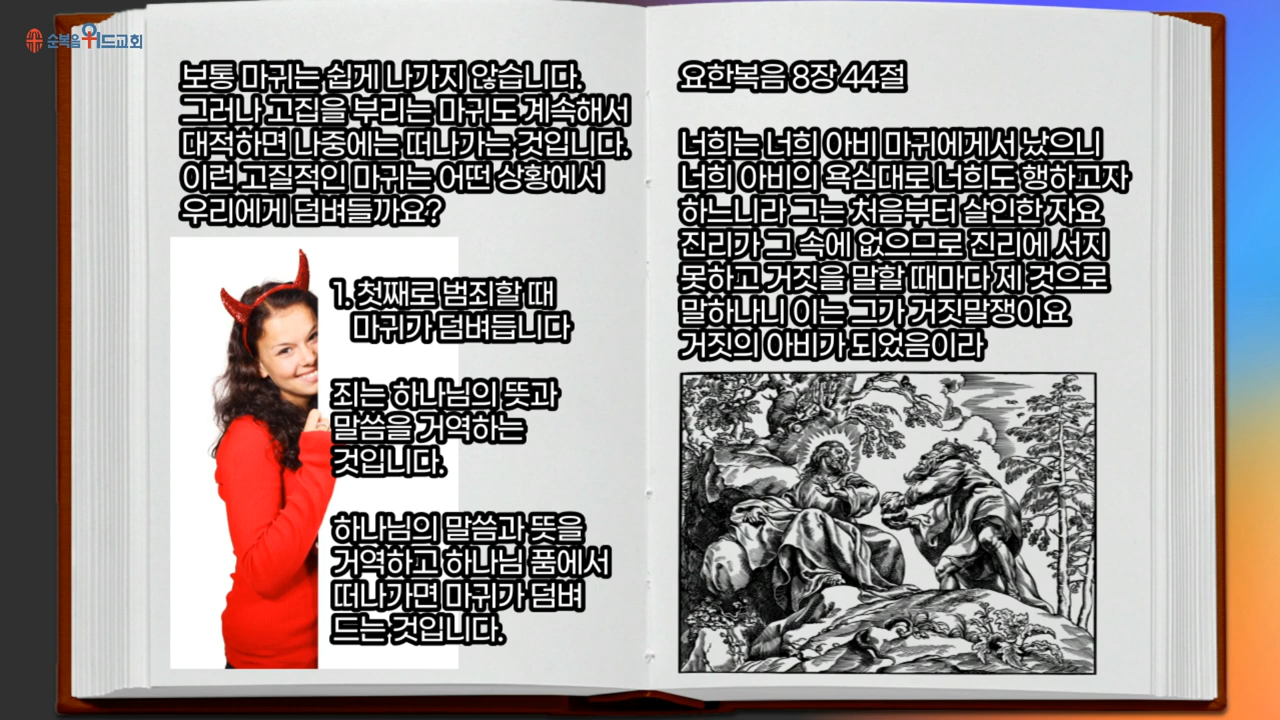 순복음위드교회
보통 마귀는 쉽게 나가지 않습니다.
그러나 고집을 부리는 마귀도 계속해서
대적하면 나중에는 떠나가는 것입니다.
이런 고질적인 마귀는 어떤 상황에서
우리에게 덤벼들까요?
1. 첫째로 범죄할 때
마귀가 덤벼듭니다
죄는 하나님의 뜻과
말씀을 거역하는
것입니다.
하나님의 말씀과 뜻을
거역하고 하나님 품에서
떠나가면 마귀가 덤벼
드는 것입니다.
요한복음 8장 44절
너희는 너희 아비 마귀에게서 났으니
너희 아비의 욕심대로 너희도 행하고자
하느니라 그는 처음부터 살인한 자요
진리가 그 속에 없으므로 진리에 서지
못하고 거짓을 말할 때마다 제 것으로
말하나니 이는 그가 거짓말쟁이요
거짓의 아비가 되었음이라